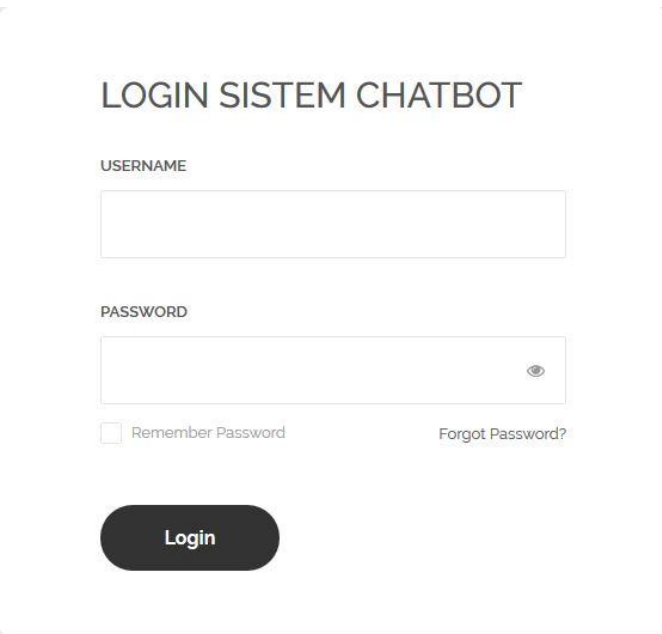 LOGIN SISTEM CHATBOT
USERNAME
PASSWORD
Remember Password Forgot Password?
Login